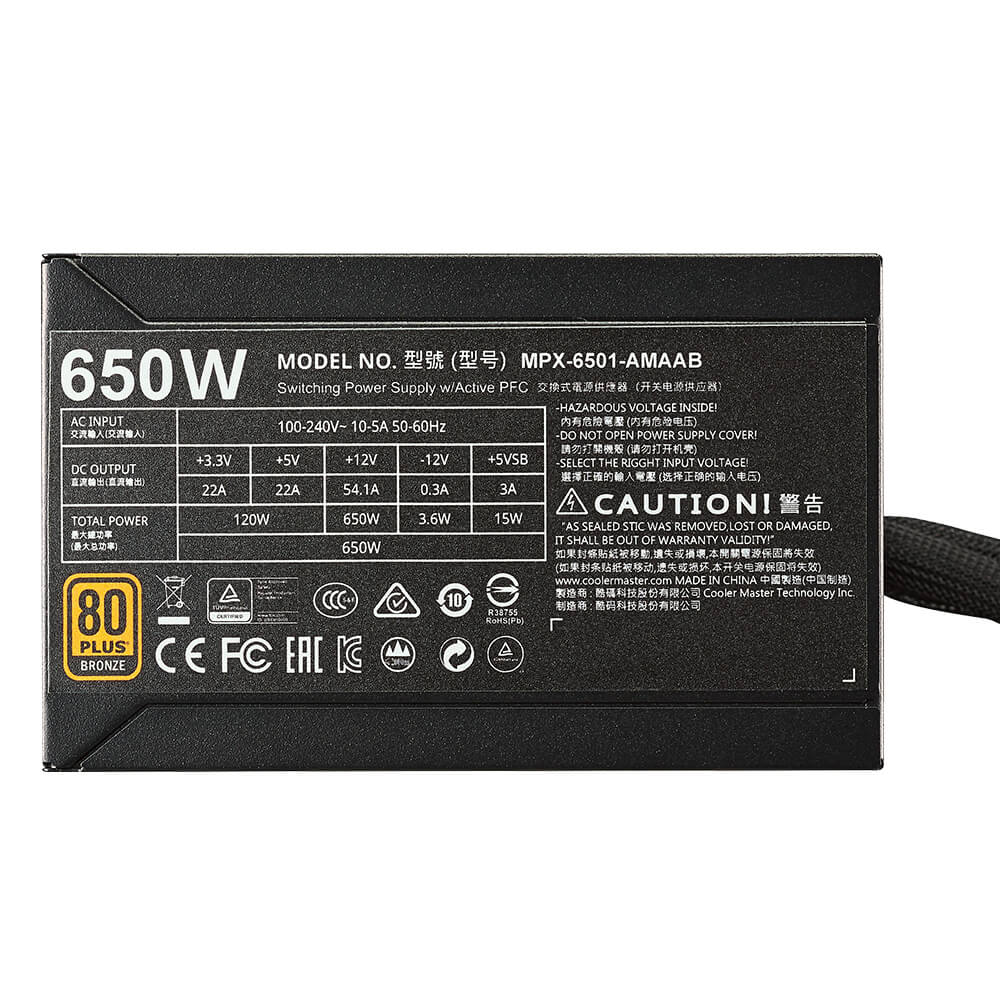 650W
MODEL NO. 型號 (型号) MPX-6501-AMAAB
Switching Power Supply w/Active PFC 交換式電源供應器 (开关电源供应器)
AC INPUT
交流輸入(交流输入)
100-240V~ 10-5A 50-60Hz
DC OUTPUT
直流輸出(直流输出)
+3.3V +5V +12V -12V +5VSB
22A 22A 54.1A 0.3A 3A
TOTAL POWER
最大總功率
(最大总功率)
120W 650W 3.6W 15W
650W
-HAZARDOUS VOLTAGE INSIDE!
內有危險電壓 (内有危险电压)
-DO NOT OPEN POWER SUPPLY COVER!
請勿打開機殼 (请勿打开机壳)
-SELECT THE RIGGHT INPUT VOLTAGE!
選擇正確的輸入電壓 (选择正确的输入电压)
CAUTION! 警告
"AS SEALED STIC WAS REMOVED,LOST OR DAMAGED,
IT SHALL BE OUT OF WARRANTY VALIDITY!"
如果封條貼紙被移動,遺失或損壞,本開關電源保固將失效
(如果封条贴纸被移动,遗失或损坏,本开关电源保固将失效)
www.coolermaster.com MADE IN CHINA 中國製造(中国制造)
製造商: 酷碼科技股份有限公司 Cooler Master Technology Inc.
制造商: 酷码科技股份有限公司
80
PLUS
BRONZE
TÜVRheinland
CERTIFIED
CCC
10
R38755
RoHS(Pb)
CE FC EAC KC